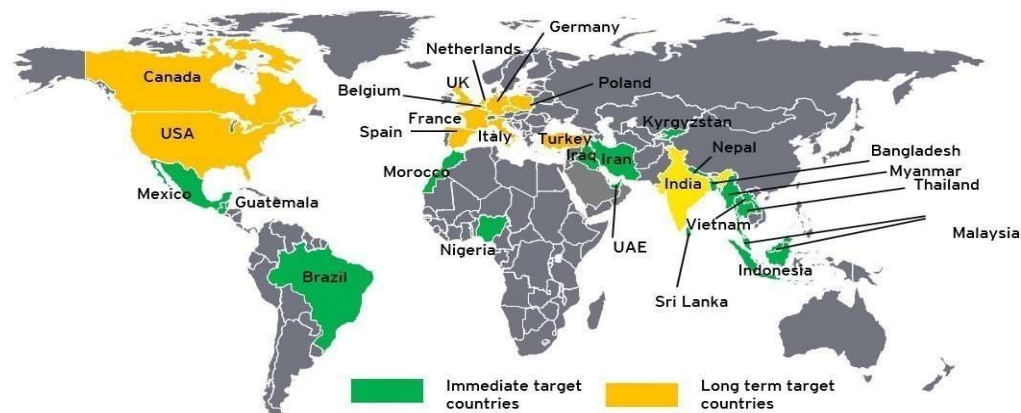 Germany
Netherlands
Canada
UK
Poland
Belgium
France
Kyrgyzstan
USA
Spain
Italy
Turkey
Iraq
Iran
Nepal
Bangladesh
Morocco
India
Myanmar
Thailand
Mexico
Guatemala
Vietnam
Nigeria
UAE
Malaysia
Brazil
Indonesia
Sri Lanka
Immediate target
countries
Long term target
countries